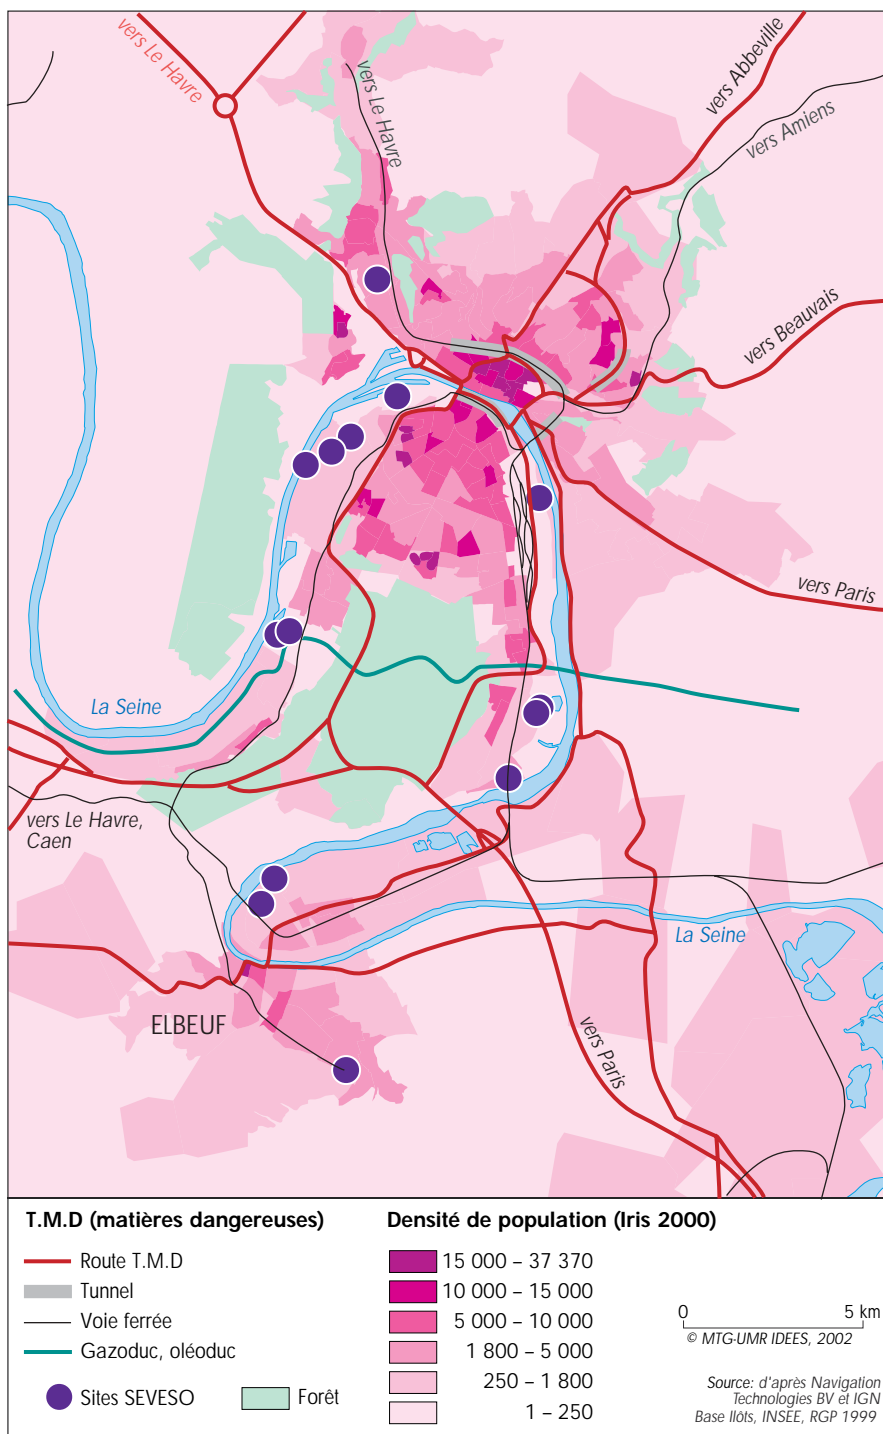 vers Le Havre
vers Le Havre
vers Abbeville
vers Amiens
vers Beauvais
vers Paris
La Seine
vers Le Havre,
Caen
La Seine
ELBEUF
vers Paris
T.M.D (matières dangereuses)
Route T.M.D
Tunnel
Voie ferrée
Gazoduc, oléoduc
Sites SEVESO
Forêt
Densité de population (Iris 2000)
15 000 – 37 370
10 000 – 15 000
5 000 – 10 000
1 800 – 5 000
250 – 1 800
1 – 250
0 5 km
© MTG-UMR IDEES, 2002
Source: d'après Navigation
Technologies BV et IGN
Base Ilôts, INSEE, RGP 1999